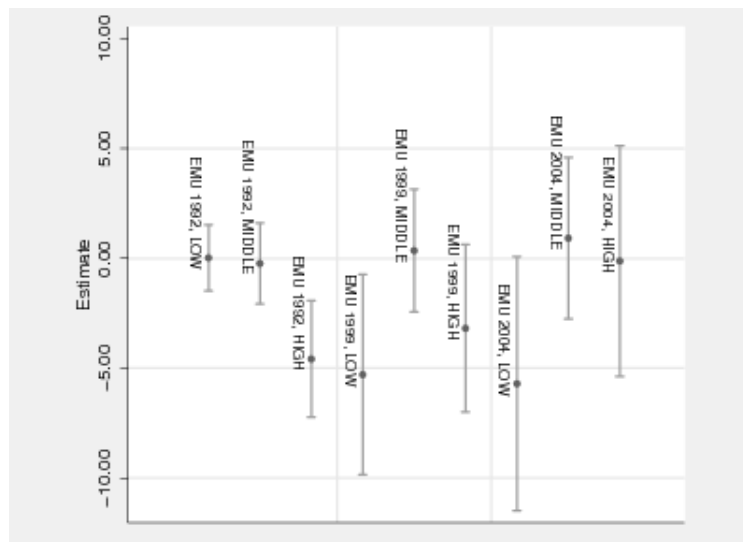 Estimate
10.00
5.00
0.00
−5.00
−10.00
EMU 1992, LOW
EMU 1992, MIDDLE
EMU 1992, HIGH
EMU 1999, LOW
EMU 1999, MIDDLE
EMU 1999, HIGH
EMU 2004, LOW
EMU 2004, MIDDLE
EMU 2004, HIGH